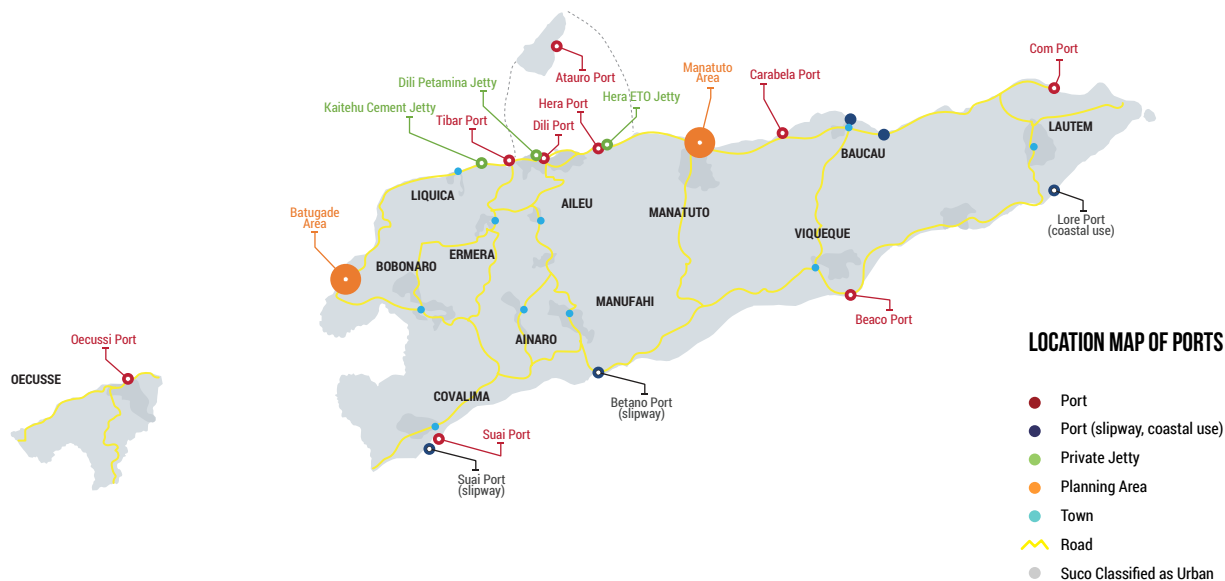 Com Port
Atauro Port
Manatuto
Area
Carabela Port
Dili Petamina Jetty
Hera Port
Hera ETO Jetty
Kaitehu Cement Jetty
Tibar Port
Dili Port
LAUTEM
BAUCAU
LIQUICA
AILEU
MANATUTO
Lore Port
(coastal use)
Batugade
Area
VIQUEQUE
ERMERA
BOBONARO
MANUFAHI
Beaco Port
AINARO
Oecussi Port
OECUSSE
COVALIMA
Betano Port
(slipway)
Suai Port
Suai Port
(slipway)
LOCATION MAP OF PORTS
Port
Port (slipway, coastal use)
Private Jetty
Planning Area
Town
Road
Suco Classified as Urban